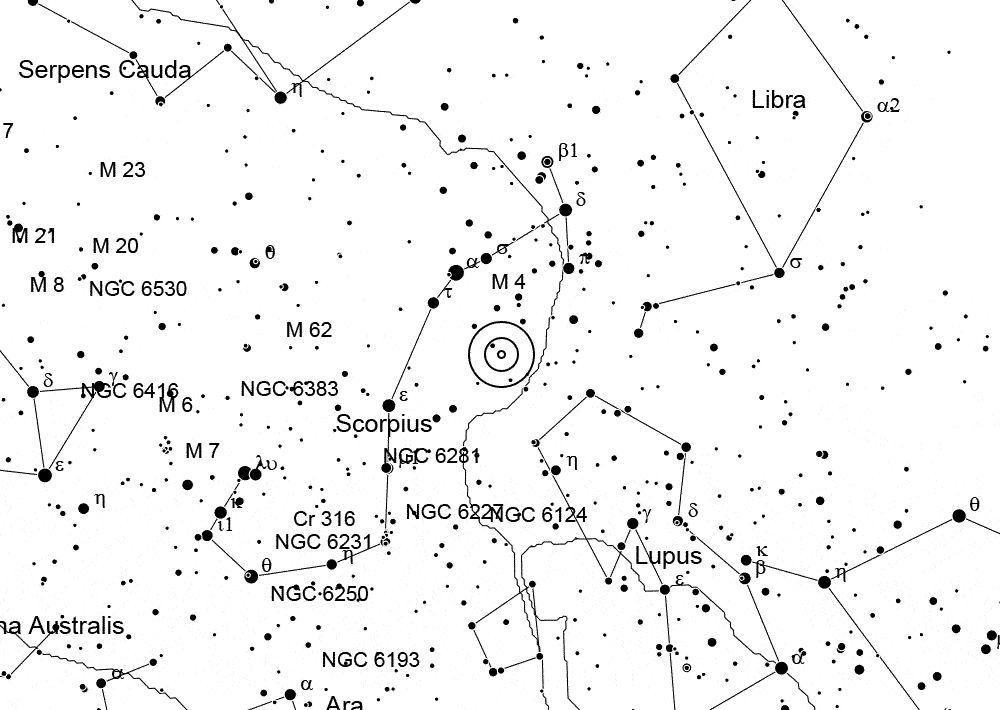 η
Serpens Cauda
Libra
α2
7
β1
M 23
δ
M 21
M 20
θ
σ
α
π
σ
M 8
NGC 6530
M 4
τ
M 62
δ
γ
NGC 6416
NGC 6383
M 6
ε
Scorpius
M 7
NGC 6281
ε
λυ
η
η
κ
ι1
Cr 316
NGC 6227
NGC 6124
γ
δ
θ
NGC 6231
η
Lupus
κ
β
η
θ
NGC 6250
ε
na Australis
NGC 6193
α
α
α
Ara